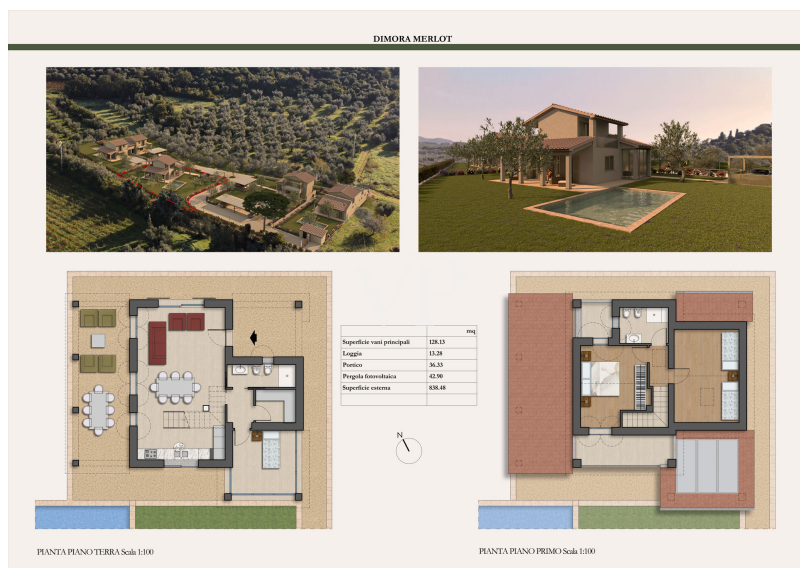 DIMORA MERLOT
mq
Superficie vani principali 128.13
Loggia 13.28
Portico 36.33
Pergola fotovoltaica 42.90
Superficie esterna 838.48
N
PIANTA PIANO TERRA Scala 1:100
PIANTA PIANO PRIMO Scala 1:100